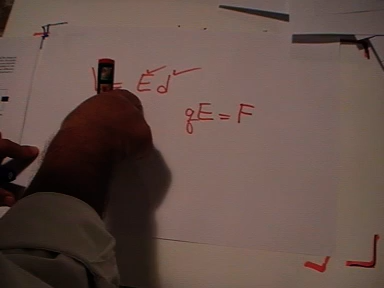 V = Ed
qE = F